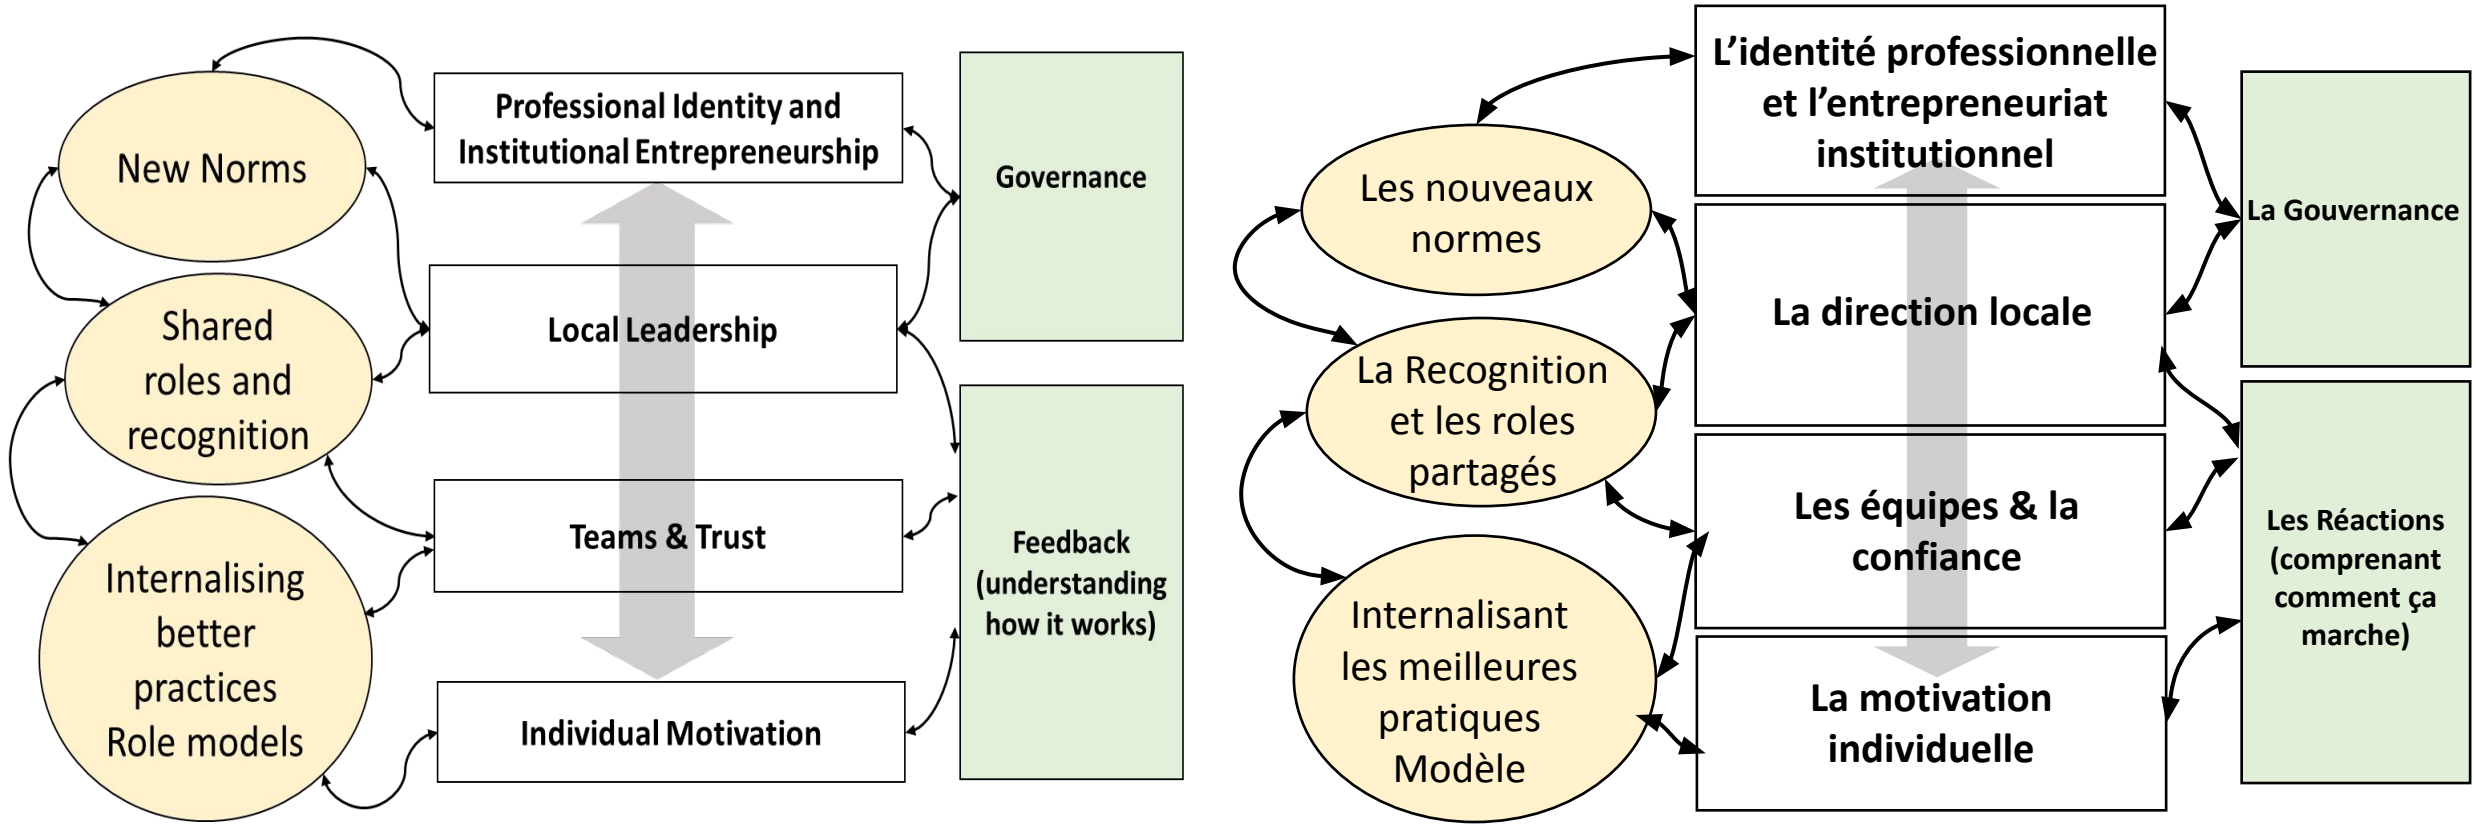 New Norms
Shared
roles and
recognition
Internalising
better
practices
Role models
Professional Identity and
Institutional Entrepreneurship
Local Leadership
Teams & Trust
Individual Motivation
Governance
Feedback
(understanding
how it works)
Les nouveaux
normes
La Recognition
et les roles
partagés
Internalisant
les meilleures
pratiques
Modèle
L’identité professionnelle
et l’entrepreneuriat
institutionnel
La direction locale
Les équipes & la
confiance
La motivation
individuelle
La Gouvernance
Les Réactions
(comprenant
comment ça
marche)